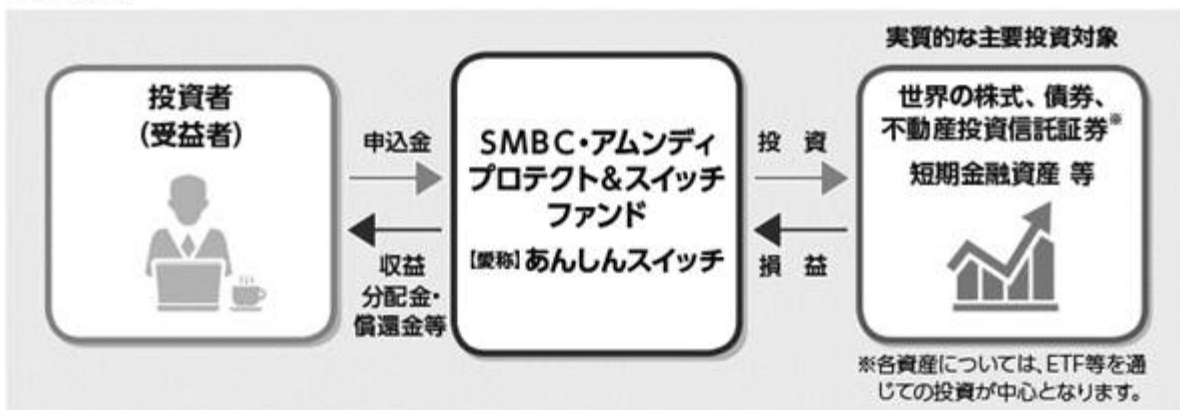 実質的な主要投資対象
投資者
(受益者)
申込金
収益
分配金・
償還金等
SMBC・アムンディ
プロテクト&スイッチ
ファンド
【愛称】あんしんスイッチ
投 資
損 益
世界の株式、債券、
不動産投資信託証券※
短期金融資産 等
※各資産については、ETF等を通
じての投資が中心となります。